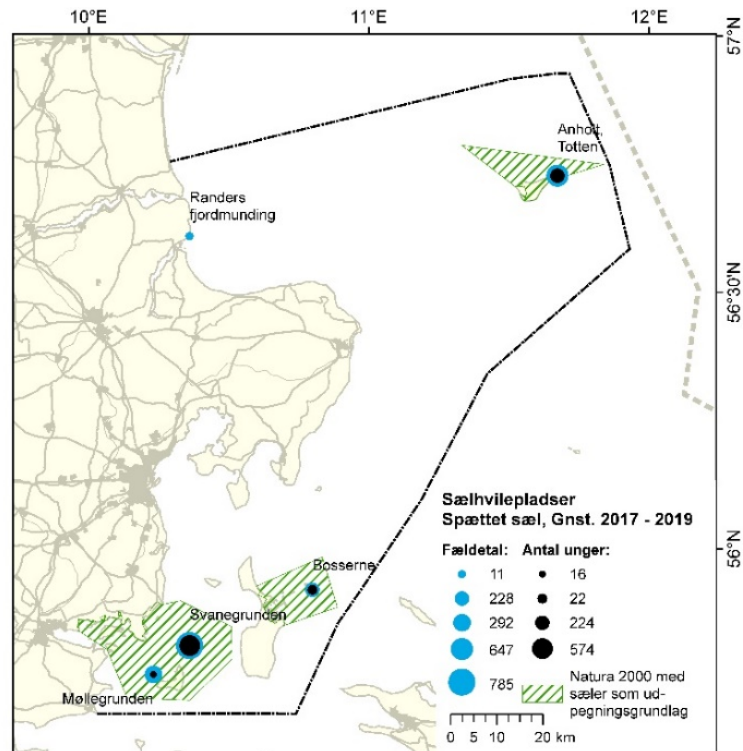 10°E
11°E
12°E
57°N
Anholt,
Totten
Randers
fjordmunding
56°30'N
Sælhvilepladser
Spættet sæl, Gnst. 2017 - 2019
Fældetal: Antal unger:
11 16
228 22
292 224
647 574
785
Natura 2000 med
sæler som ud-
pegningsgrundlag
0 5 10 20 km
56°N
Bosserne
Svanegrunden
Møllegrunden